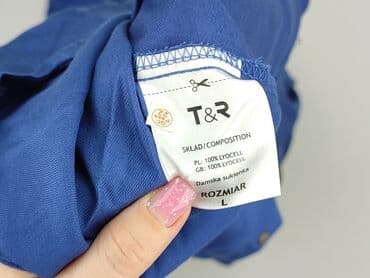 T&R
SKŁAD/COMPOSITION
PL: 100% LYOCELL
GB: 100% LYOCELL
Damska sukienka
ROZMIAR
L